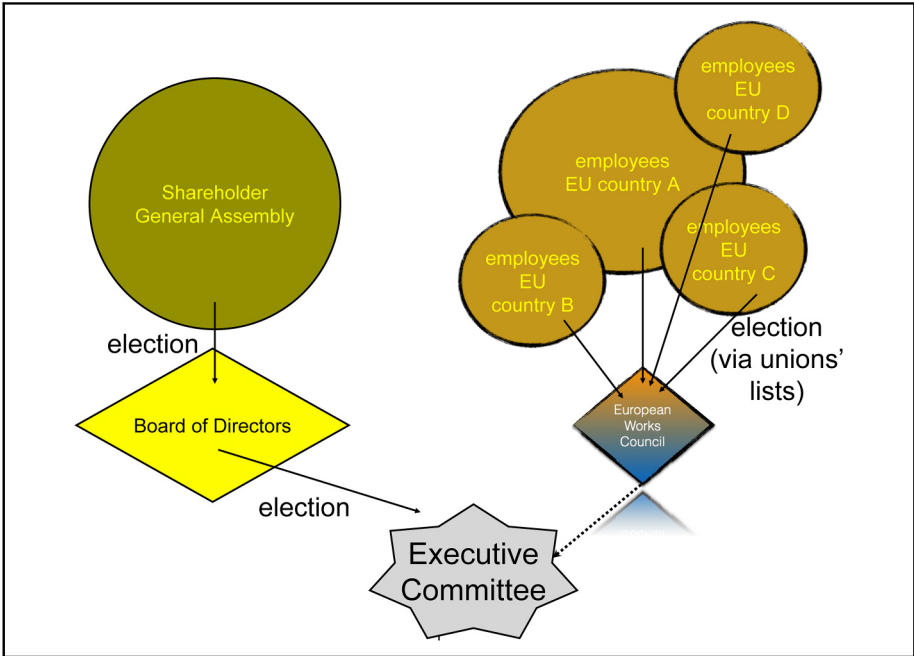 Shareholder
General Assembly
election
Board of Directors
election
employees
EU
country D
employees
EU country A
employees
EU
country C
employees
EU
country B
election
(via unions'
lists)
European
Works
Council
Executive
Committee